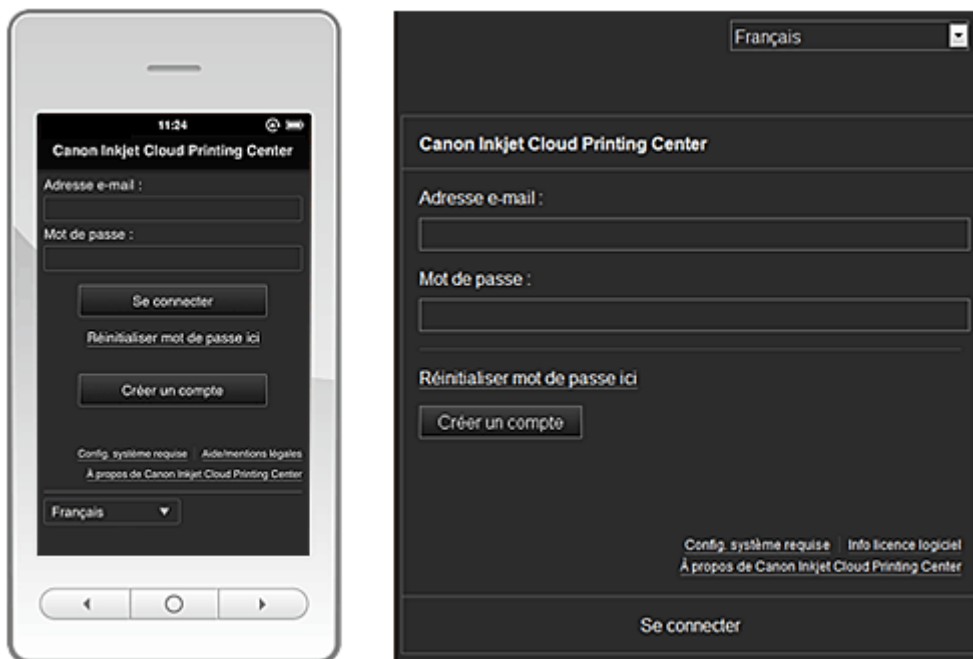 11:24
Canon Inkjet Cloud Printing Center
Adresse e-mail :
Mot de passe :
Se connecter
Réinitialiser mot de passe ici
Créer un compte
Config. système requise Aide/mentions légales
À propos de Canon Inkjet Cloud Printing Center
Français
Français
Canon Inkjet Cloud Printing Center
Adresse e-mail :
Mot de passe :
Réinitialiser mot de passe ici
Créer un compte
Config. système requise Info licence logiciel
À propos de Canon Inkjet Cloud Printing Center
Se connecter